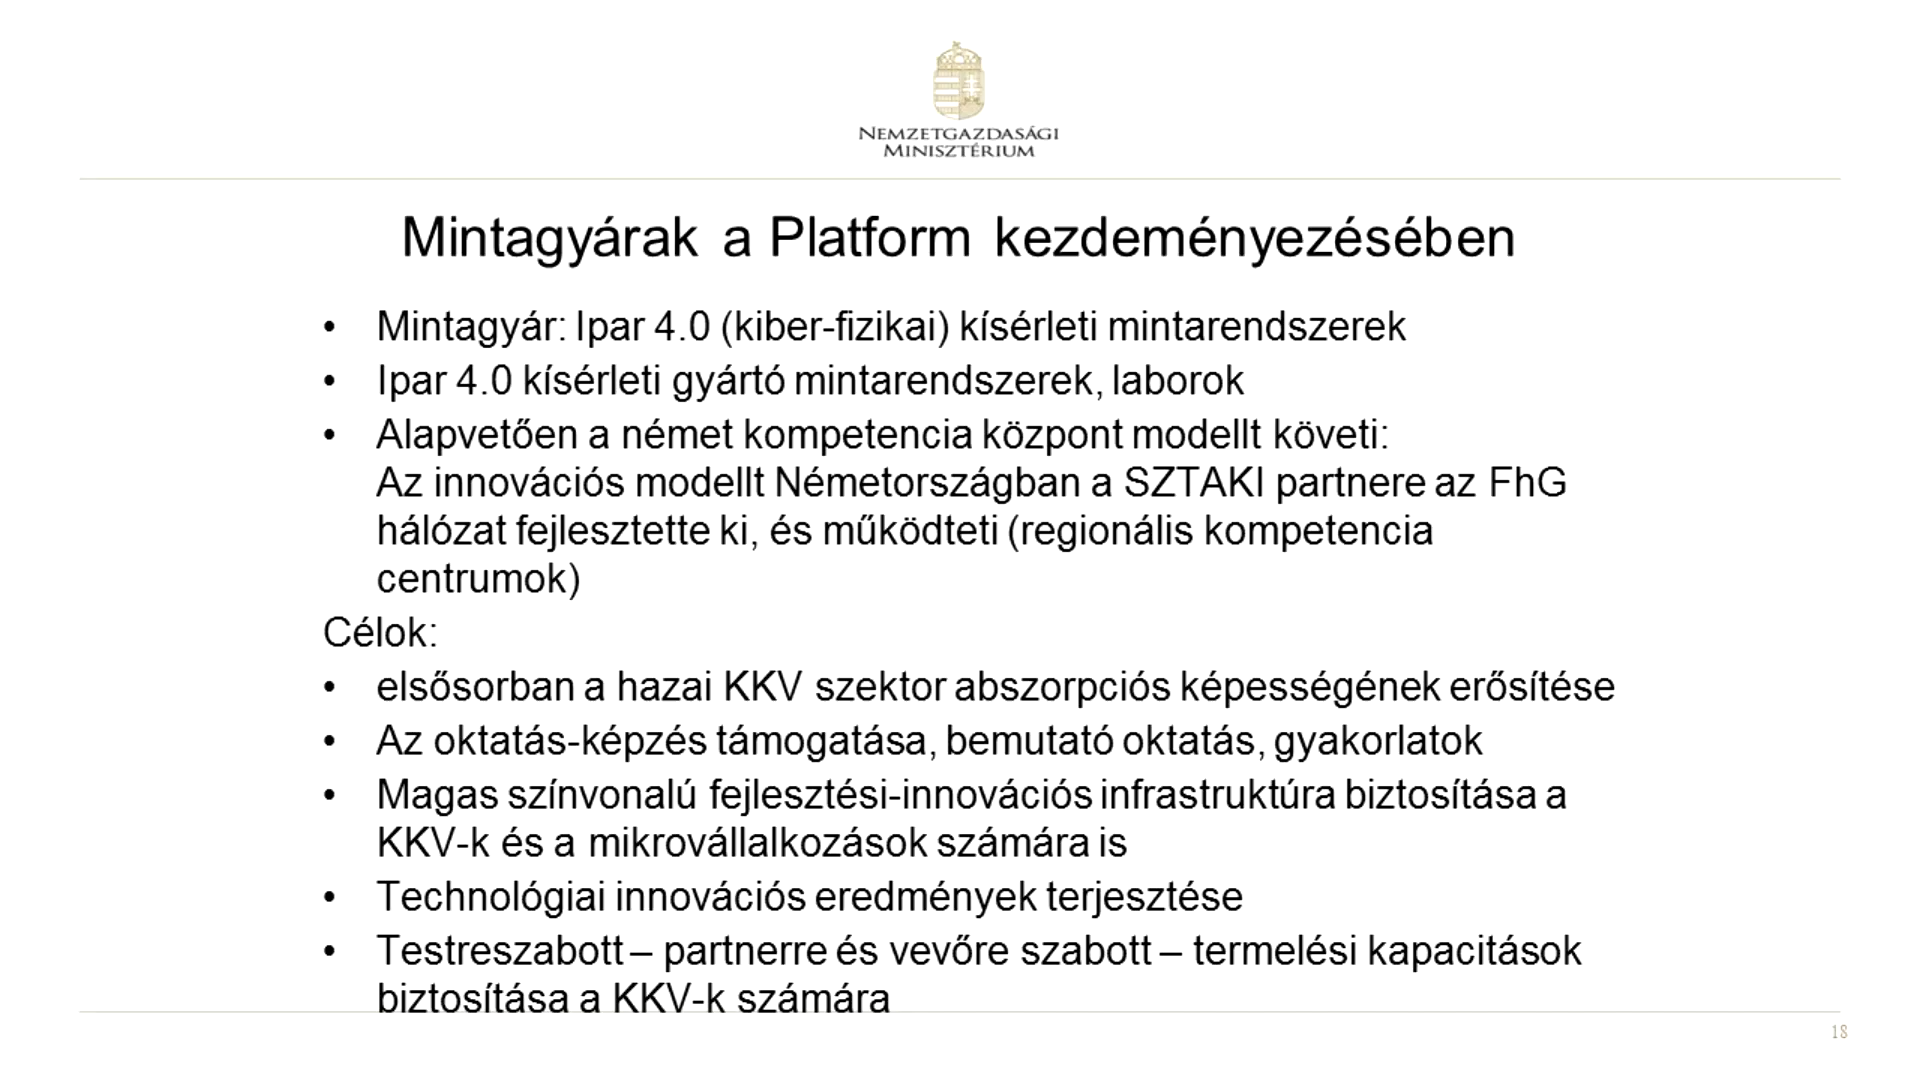 NEMZETGAZDASÁGI
MINISZTÉRIUM
Mintagyárak a Platform kezdeményezésében
• Mintagyár: Ipar 4.0 (kiber-fizikai) kísérleti mintarendszerek
• Ipar 4.0 kísérleti gyártó mintarendszerek, laborok
• Alapvetően a német kompetencia központ modellt követi:
Az innovációs modellt Németországban a SZTAKI partnere az FhG
hálózat fejlesztette ki, és működteti (regionális kompetencia
centrumok)
Célok:
• elsősorban a hazai KKV szektor abszorpciós képességének erősítése
• Az oktatás-képzés támogatása, bemutató oktatás, gyakorlatok
• Magas színvonalú fejlesztési-innovációs infrastruktúra biztosítása a
KKV-k és a mikrovállalkozások számára is
• Technológiai innovációs eredmények terjesztése
• Testreszabott – partnerre és vevőre szabott – termelési kapacitások
biztosítása a KKV-k számára
18